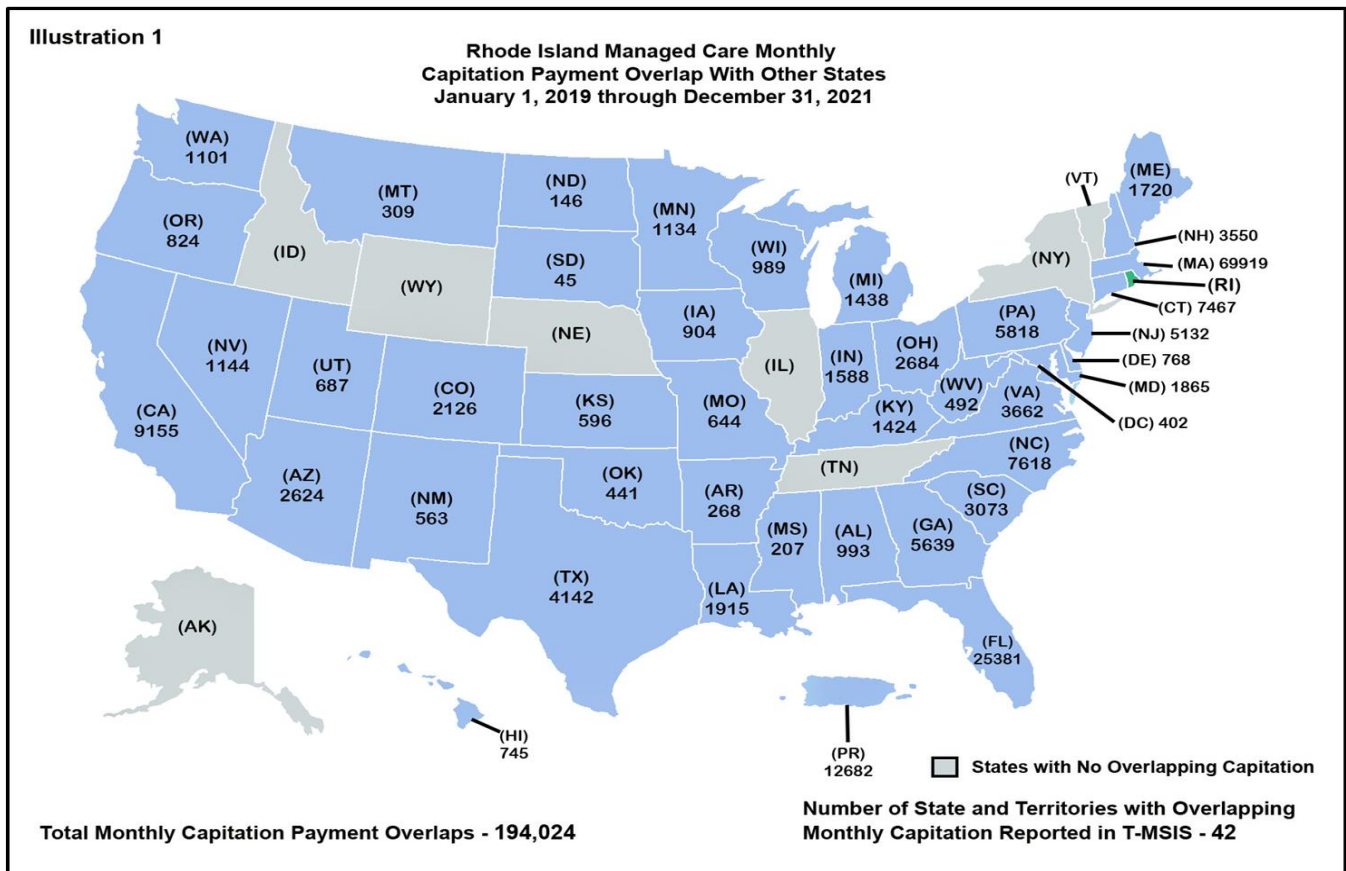 Illustration 1
Rhode Island Managed Care Monthly
Capitation Payment Overlap With Other States
January 1, 2019 through December 31, 2021
(WA)
1101
(OR)
824
(ID)
(MT)
309
(WY)
(ND)
146
(SD)
45
(NE)
(MN)
1134
(IA)
904
(WI)
989
(MI)
1438
(IL)
(IN)
1588
(OH)
2684
(PA)
5818
(NY)
(VT)
(ME)
1720
(NH) 3550
(MA) 69919
(RI)
(CT) 7467
(NJ) 5132
(DE) 768
(MD) 1865
(DC) 402
(WV)
492
(VA)
3662
(KY)
1424
(NC)
7618
(TN)
(SC)
3073
(GA)
5639
(AL)
993
(MS)
207
(LA)
1915
(AR)
268
(MO)
644
(KS)
596
(OK)
441
(TX)
4142
(NM)
563
(CO)
2126
(UT)
687
(NV)
1144
(CA)
9155
(AZ)
2624
(FL)
25381
(AK)
(HI)
745
(PR)
12682
States with No Overlapping Capitation
Total Monthly Capitation Payment Overlaps - 194,024
Number of State and Territories with Overlapping
Monthly Capitation Reported in T-MSIS - 42